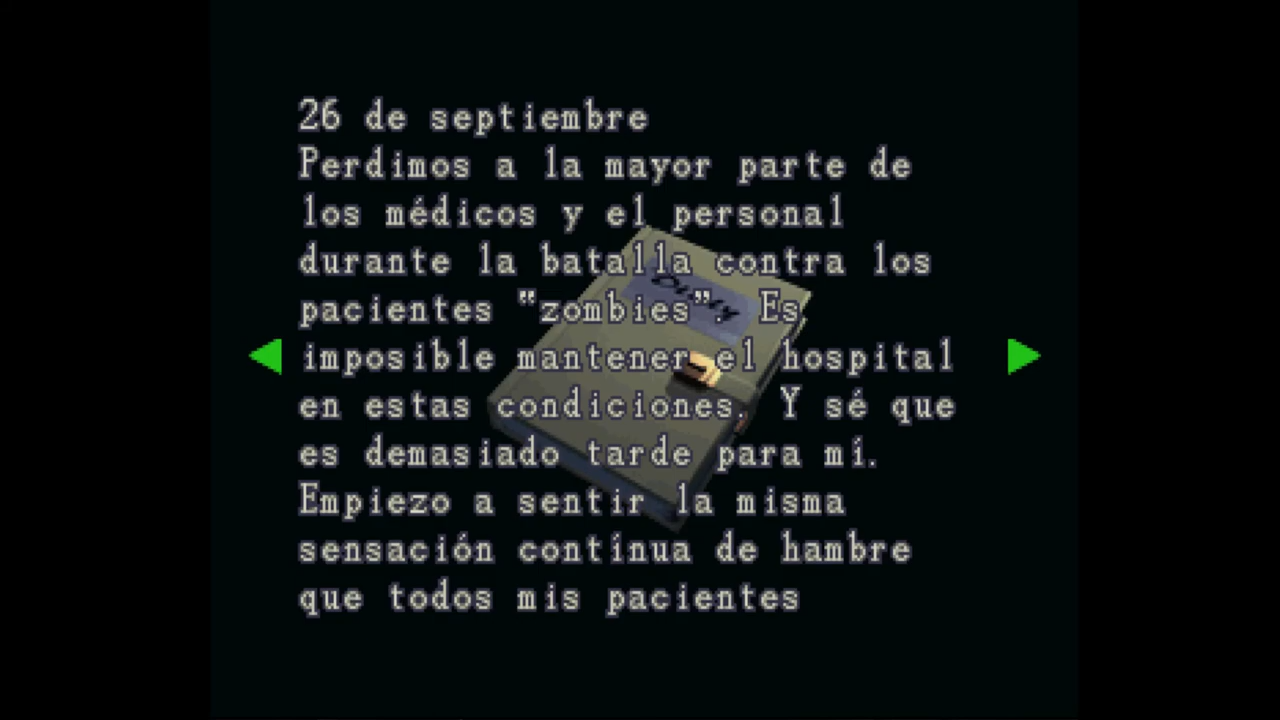 26 de septiembre
Perdimos a la mayor parte de
los médicos y el personal
durante la batalla contra los
pacientes "zombies". Es
imposible mantener el hospital
en estas condiciones. Y sé que
es demasiado tarde para mí.
Empiezo a sentir la misma
sensación contínua de hambre
que todos mis pacientes
Diary